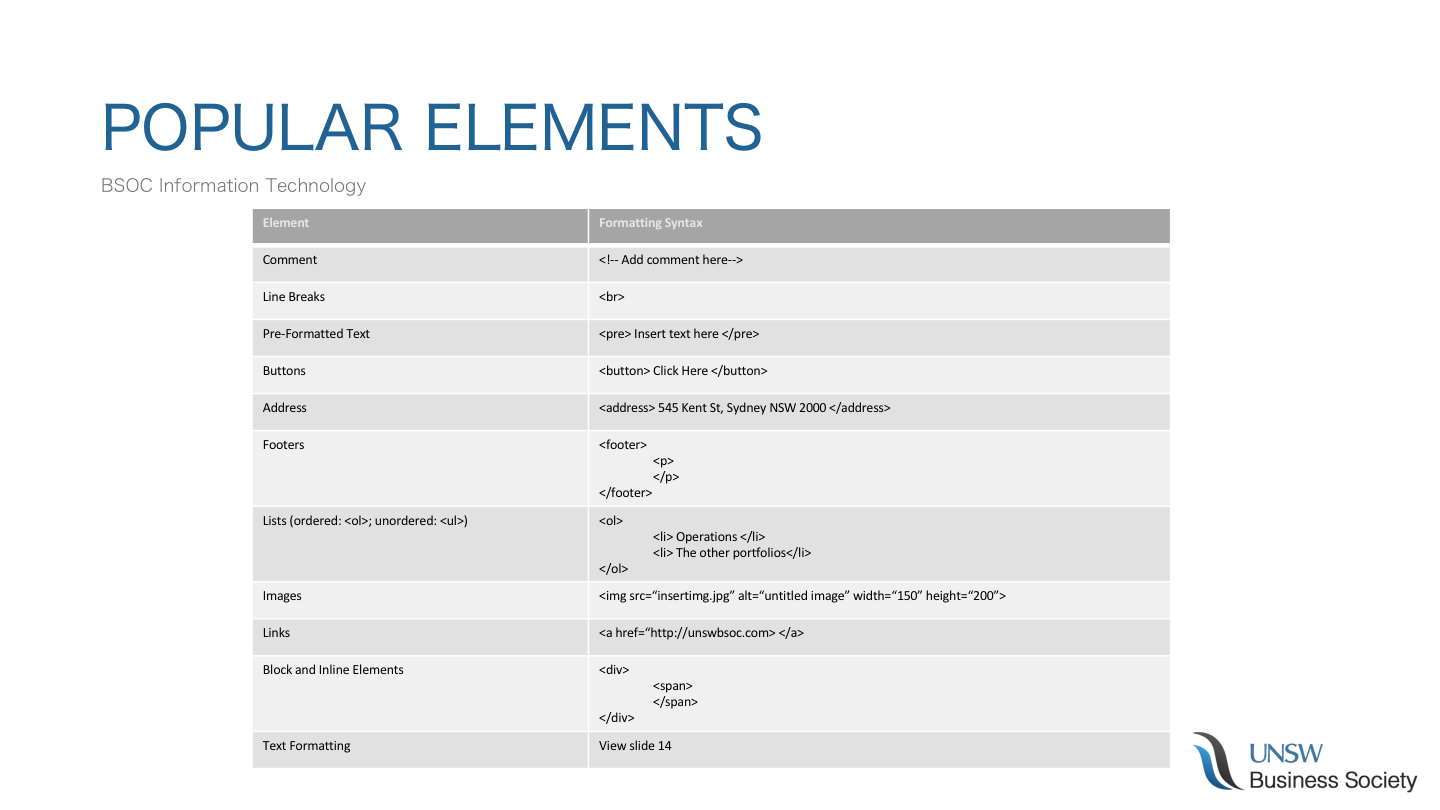 POPULAR ELEMENTS
BSOC Information Technology
Element Formatting Syntax
Comment <!-- Add comment here-->
Line Breaks <br>
Pre-Formatted Text <pre> Insert text here </pre>
Buttons <button> Click Here </button>
Address <address> 545 Kent St, Sydney NSW 2000 </address>
Footers <footer>
<p>
</p>
</footer>
Lists (ordered: <ol>; unordered: <ul>) <ol>
<li> Operations </li>
<li> The other portfolios</li>
</ol>
Images <img src=“insertimg.jpg” alt=“untitled image” width=“150” height=“200”>
Links <a href=“http://unswbsoc.com> </a>
Block and Inline Elements <div>
<span>
</span>
</div>
Text Formatting View slide 14
UNSW
Business Society